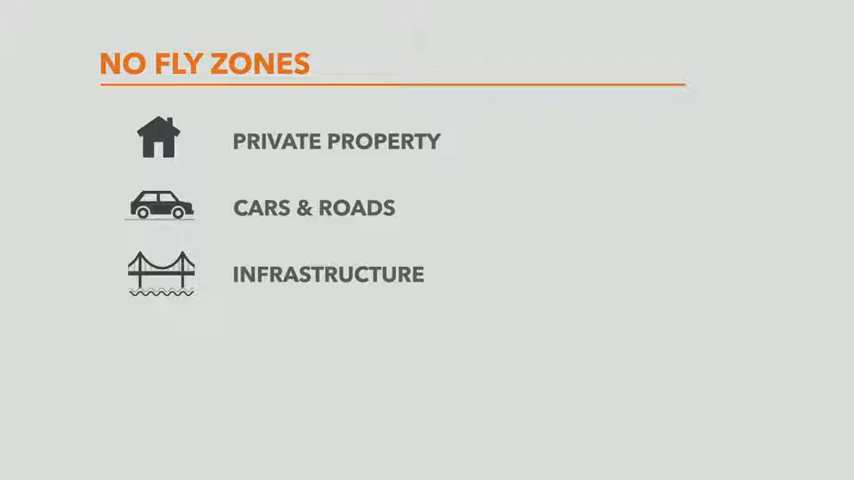 NO FLY ZONES
PRIVATE PROPERTY
CARS & ROADS
INFRASTRUCTURE